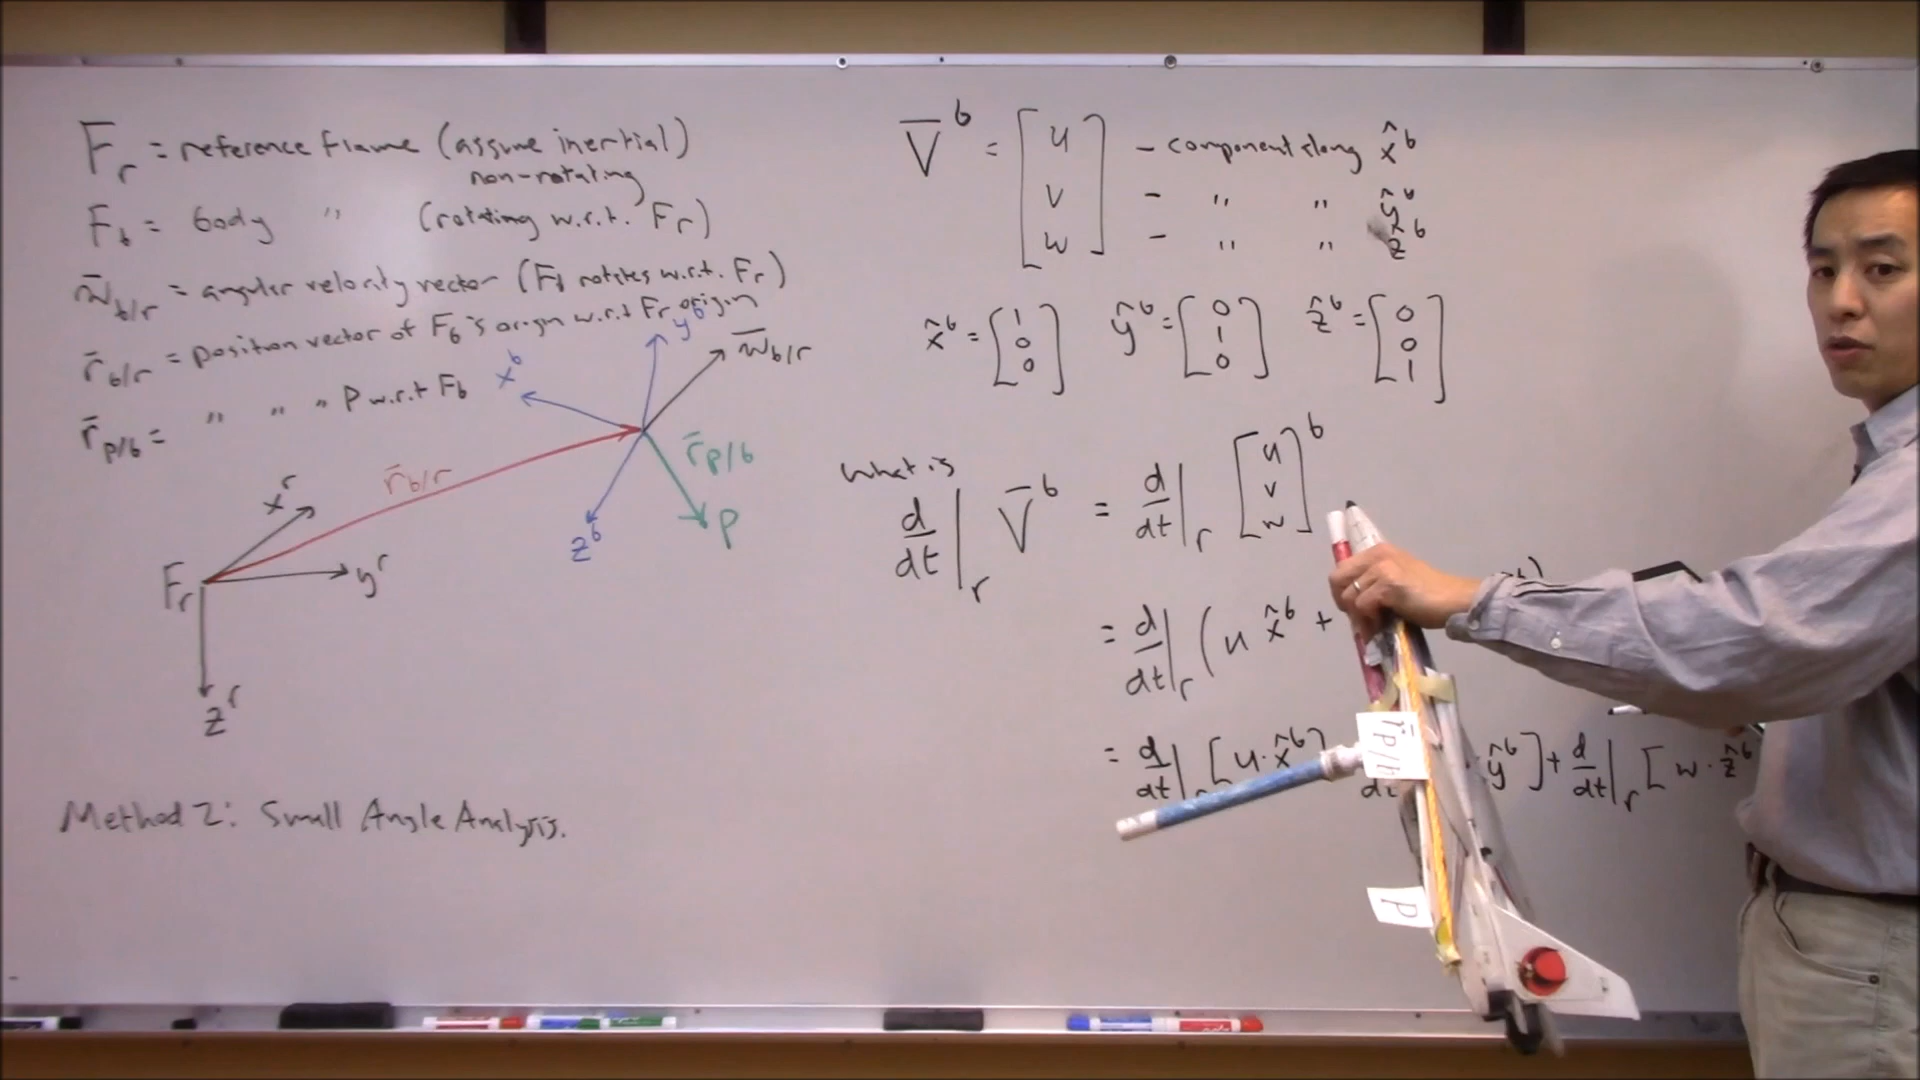 F_r = reference frame (assume inertial)
non-rotating
F_b = body " (rotating w.r.t. F_r)
ω̄_b/r = angular velocity vector (F_b rotates w.r.t. F_r)
r̄_b/r = position vector of F_b's origin w.r.t F_r origin
r̄_p/b = " " " P w.r.t F_b
x^b
y^b
ω̄_b/r
r̄_b/r
r̄_p/b
P
z^b
x^r
F_r
y^r
z^r
Method 2: Small Angle Analysis.
V̄^b = [u v w] - component along x̂^b
- " " ŷ^b
- " " ẑ^b
x̂^b = [1 0 0] ŷ^b = [0 1 0] ẑ^b = [0 0 1]
what is
d/dt|_r V̄^b = d/dt|_r [u v w]^b
= d/dt|_r (u x̂^b +
= d/dt|_r [u · x̂^b] ŷ^b] + d/dt|_r [w · ẑ^b
r̄p/b
P